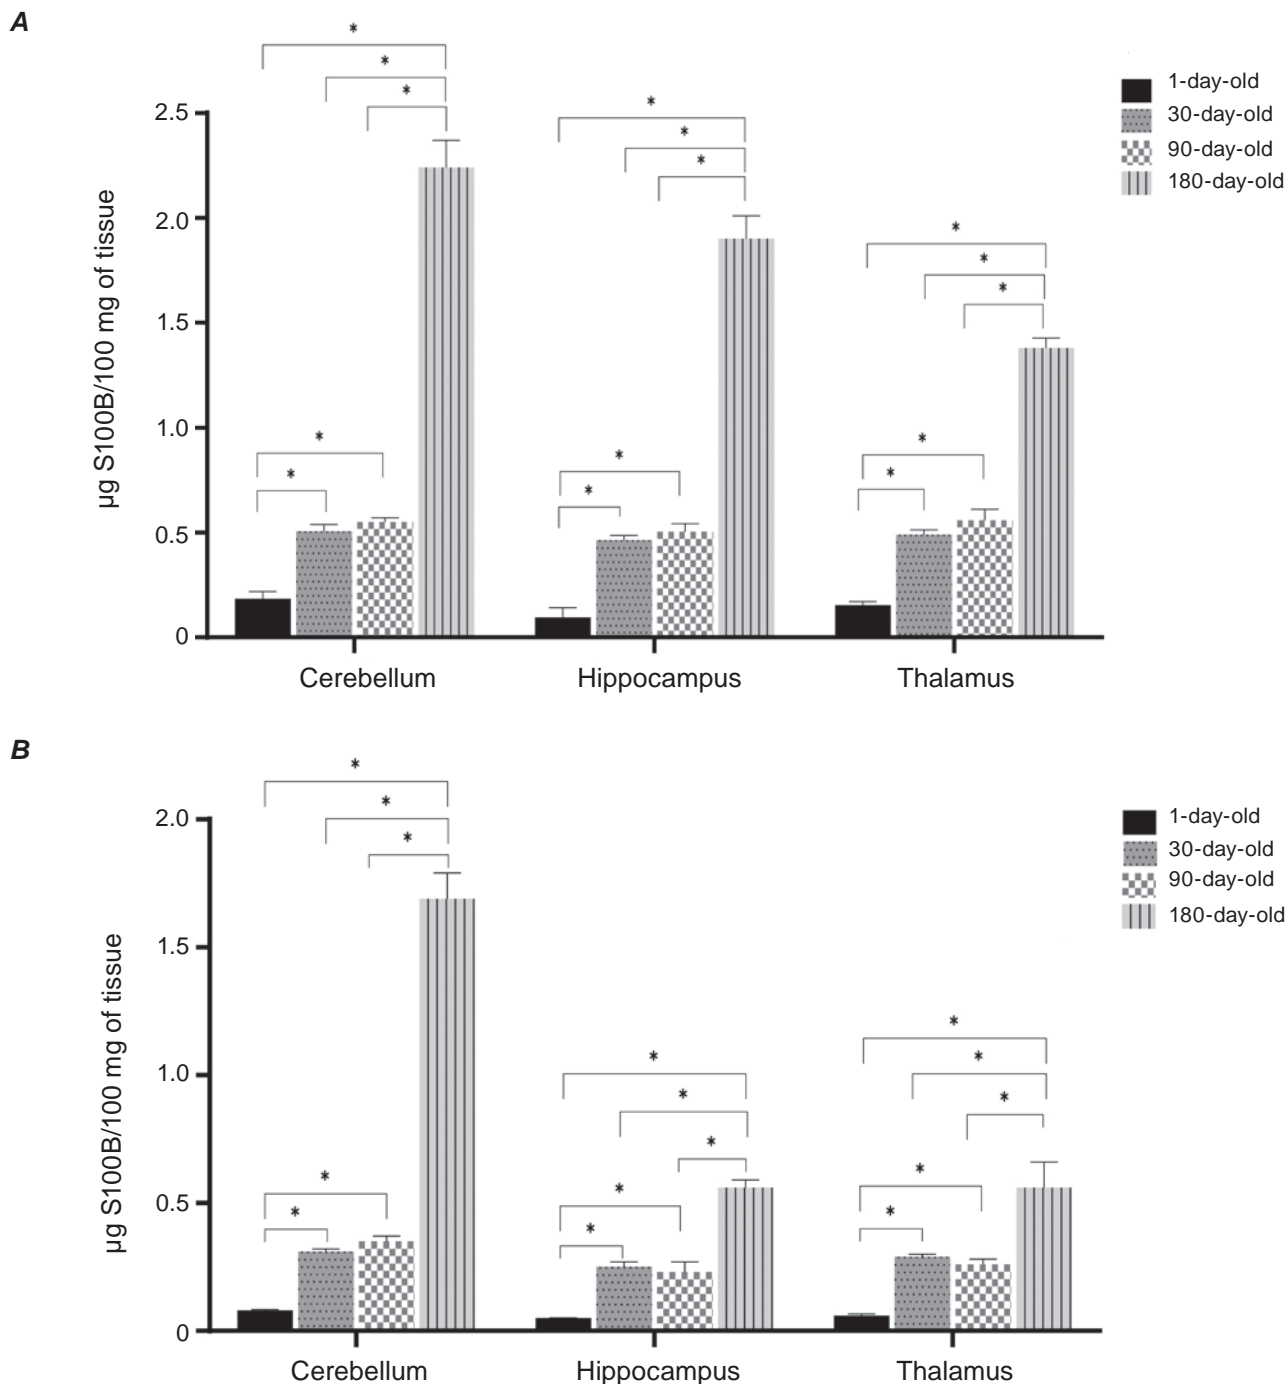 A
µg S100B/100 mg of tissue
2.5
2.0
1.5
1.0
0.5
0
* * *
* *
* * *
* *
* * *
* *
Cerebellum Hippocampus Thalamus
1-day-old
30-day-old
90-day-old
180-day-old
B
µg S100B/100 mg of tissue
2.0
1.5
1.0
0.5
0
* * *
* *
* * *
* *
* * *
* *
Cerebellum Hippocampus Thalamus
1-day-old
30-day-old
90-day-old
180-day-old